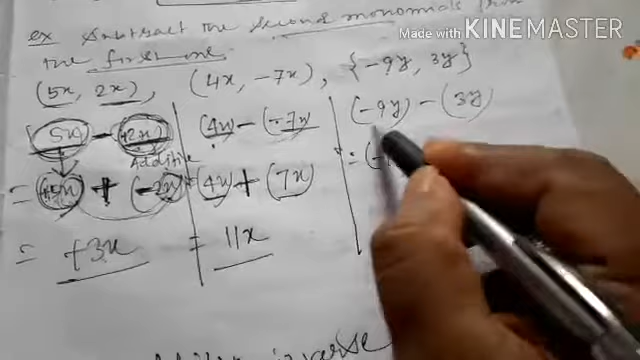 Made with KINEMASTER
ex Subtract the second monomials from
the first one.
(5x, 2x), (4x, -7x), {-9y, 3y}
(5x) - (+2x) (4x) - (-7x) (-9y) - (3y)
Additive
= (+5x) + (-2x) (4x) + (7x) = (-
= +3x = 11x
inverse